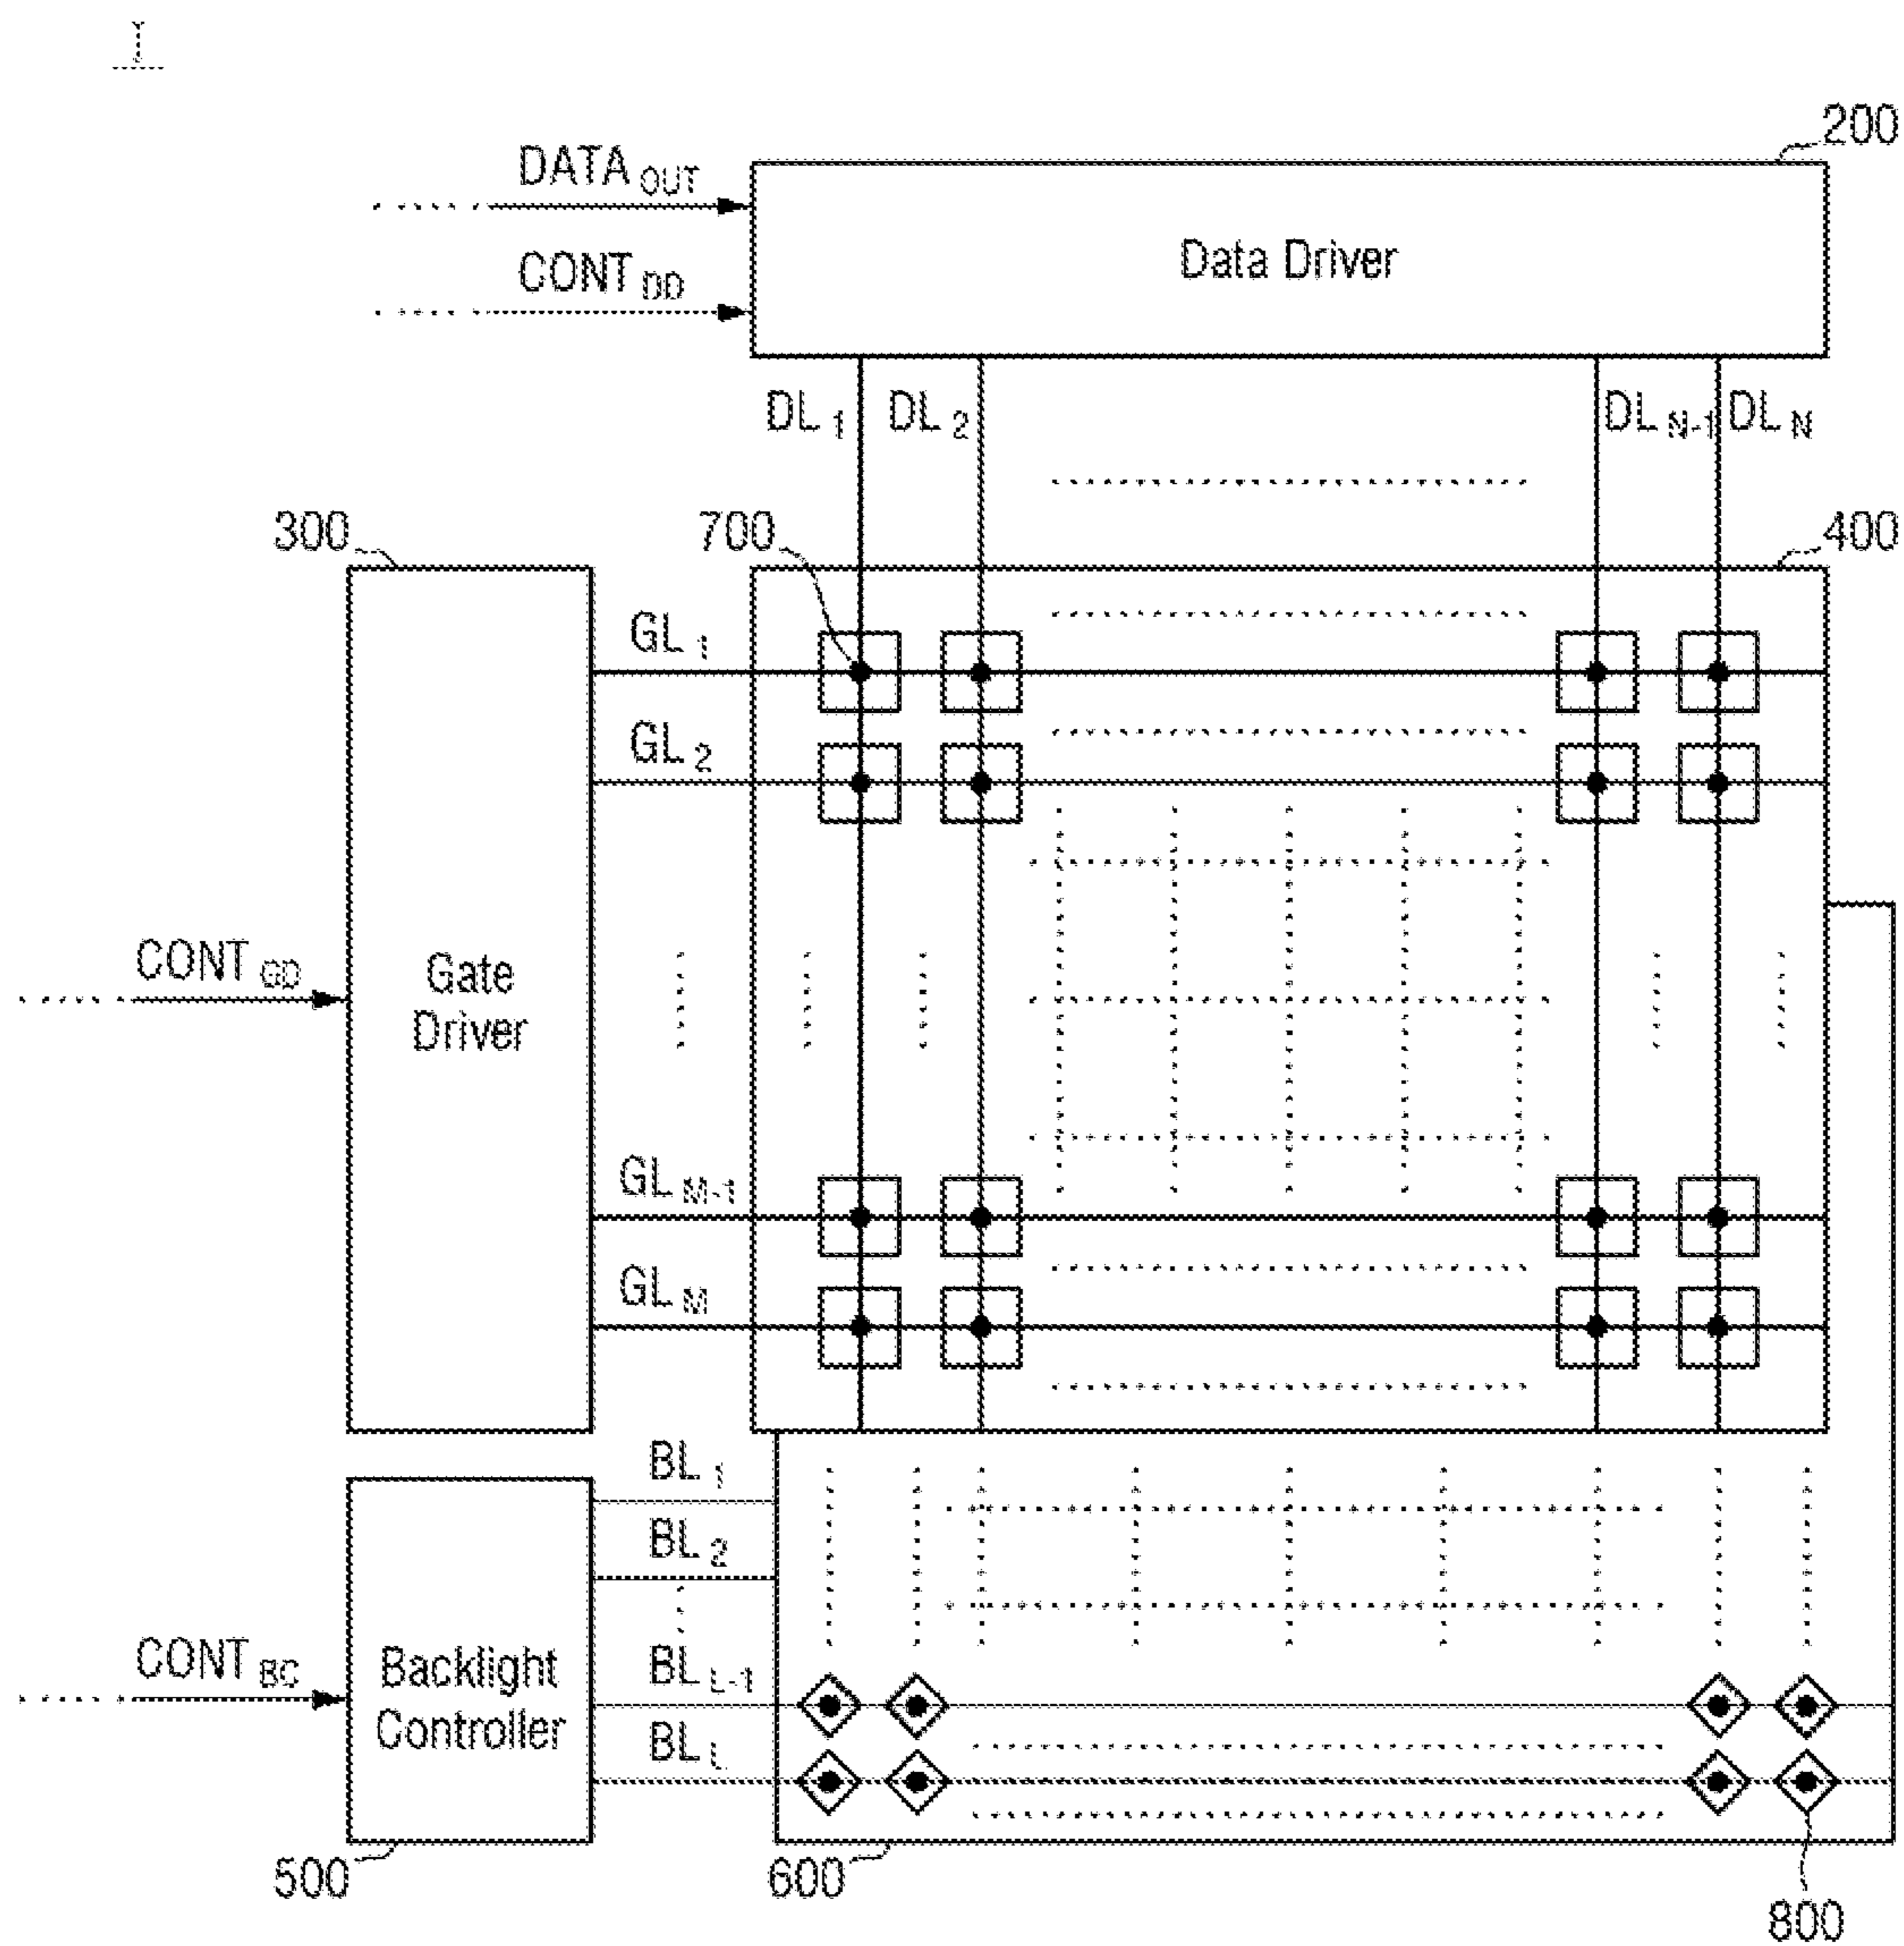 1
200
DATA OUT
Data Driver
CONT DD
DL 1 DL 2 DL N-1 DL N
300 700 400
GL 1
GL 2
CONT GD
Gate
Driver
GL M-1
GL M
BL 1
BL 2
CONT BC
Backlight
Controller
BL L-1
BL L
500 600 800